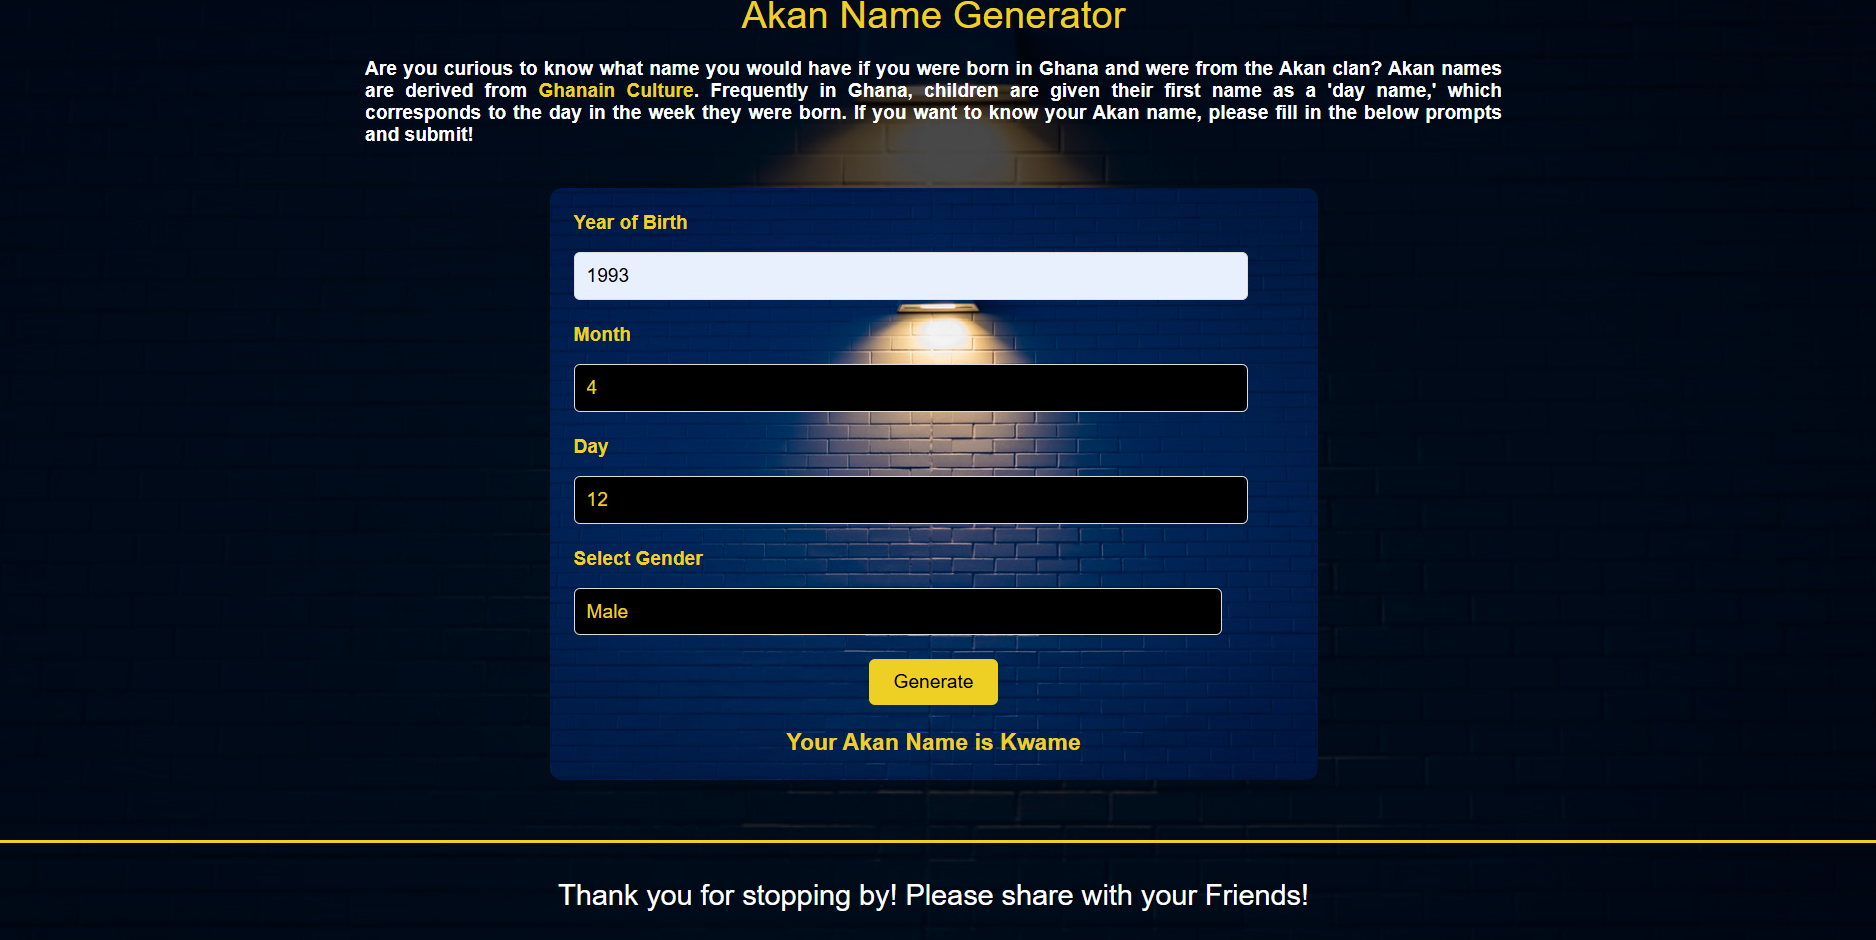 Akan Name Generator
Are you curious to know what name you would have if you were born in Ghana and were from the Akan clan? Akan names
are derived from Ghanain Culture. Frequently in Ghana, children are given their first name as a 'day name,' which
corresponds to the day in the week they were born. If you want to know your Akan name, please fill in the below prompts
and submit!
Year of Birth
1993
Month
4
Day
12
Select Gender
Male
Generate
Your Akan Name is Kwame
Thank you for stopping by! Please share with your Friends!